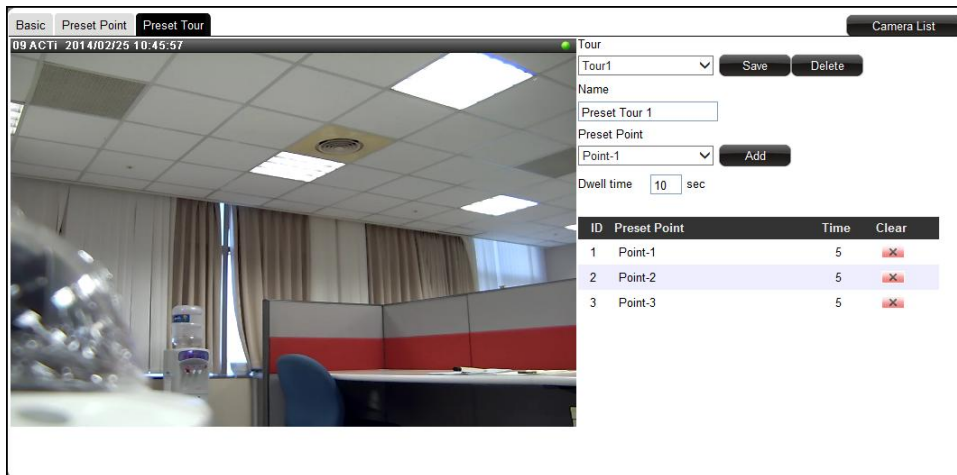 Basic Preset Point Preset Tour Camera List
09 ACTi 2014/02/25 10:45:57
Tour
Tour1 Save Delete
Name
Preset Tour 1
Preset Point
Point-1 Add
Dwell time 10 sec
ID Preset Point Time Clear
1 Point-1 5
2 Point-2 5
3 Point-3 5